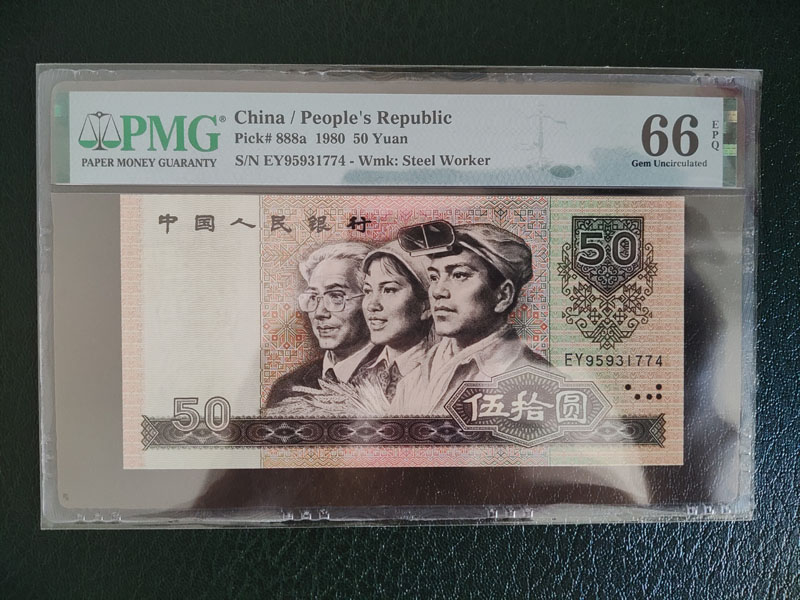 PMG®
PAPER MONEY GUARANTY
China / People's Republic
Pick# 888a 1980 50 Yuan
S/N EY95931774 - Wmk: Steel Worker
66
EPQ
Gem Uncirculated
中国人民银行
50
EY95931774
50
伍拾圆